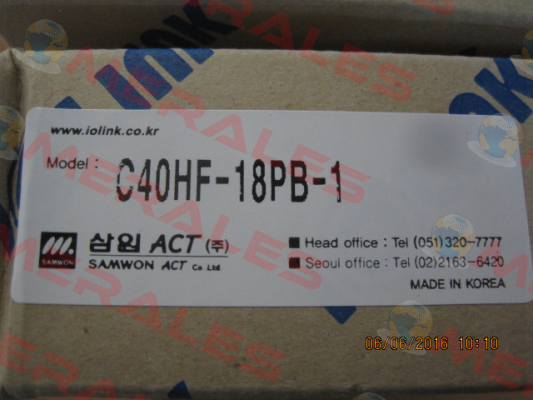 www.iolink.co.kr
Model : C40HF-18PB-1
SAMWON
삼원 ACT (주)
SAMWON ACT Co Ltd
■ Head office : Tel (051)320-7777
■ Seoul office : Tel (02)2163-6420
MADE IN KOREA
06/06/2016 10:10
MERALES
LINK